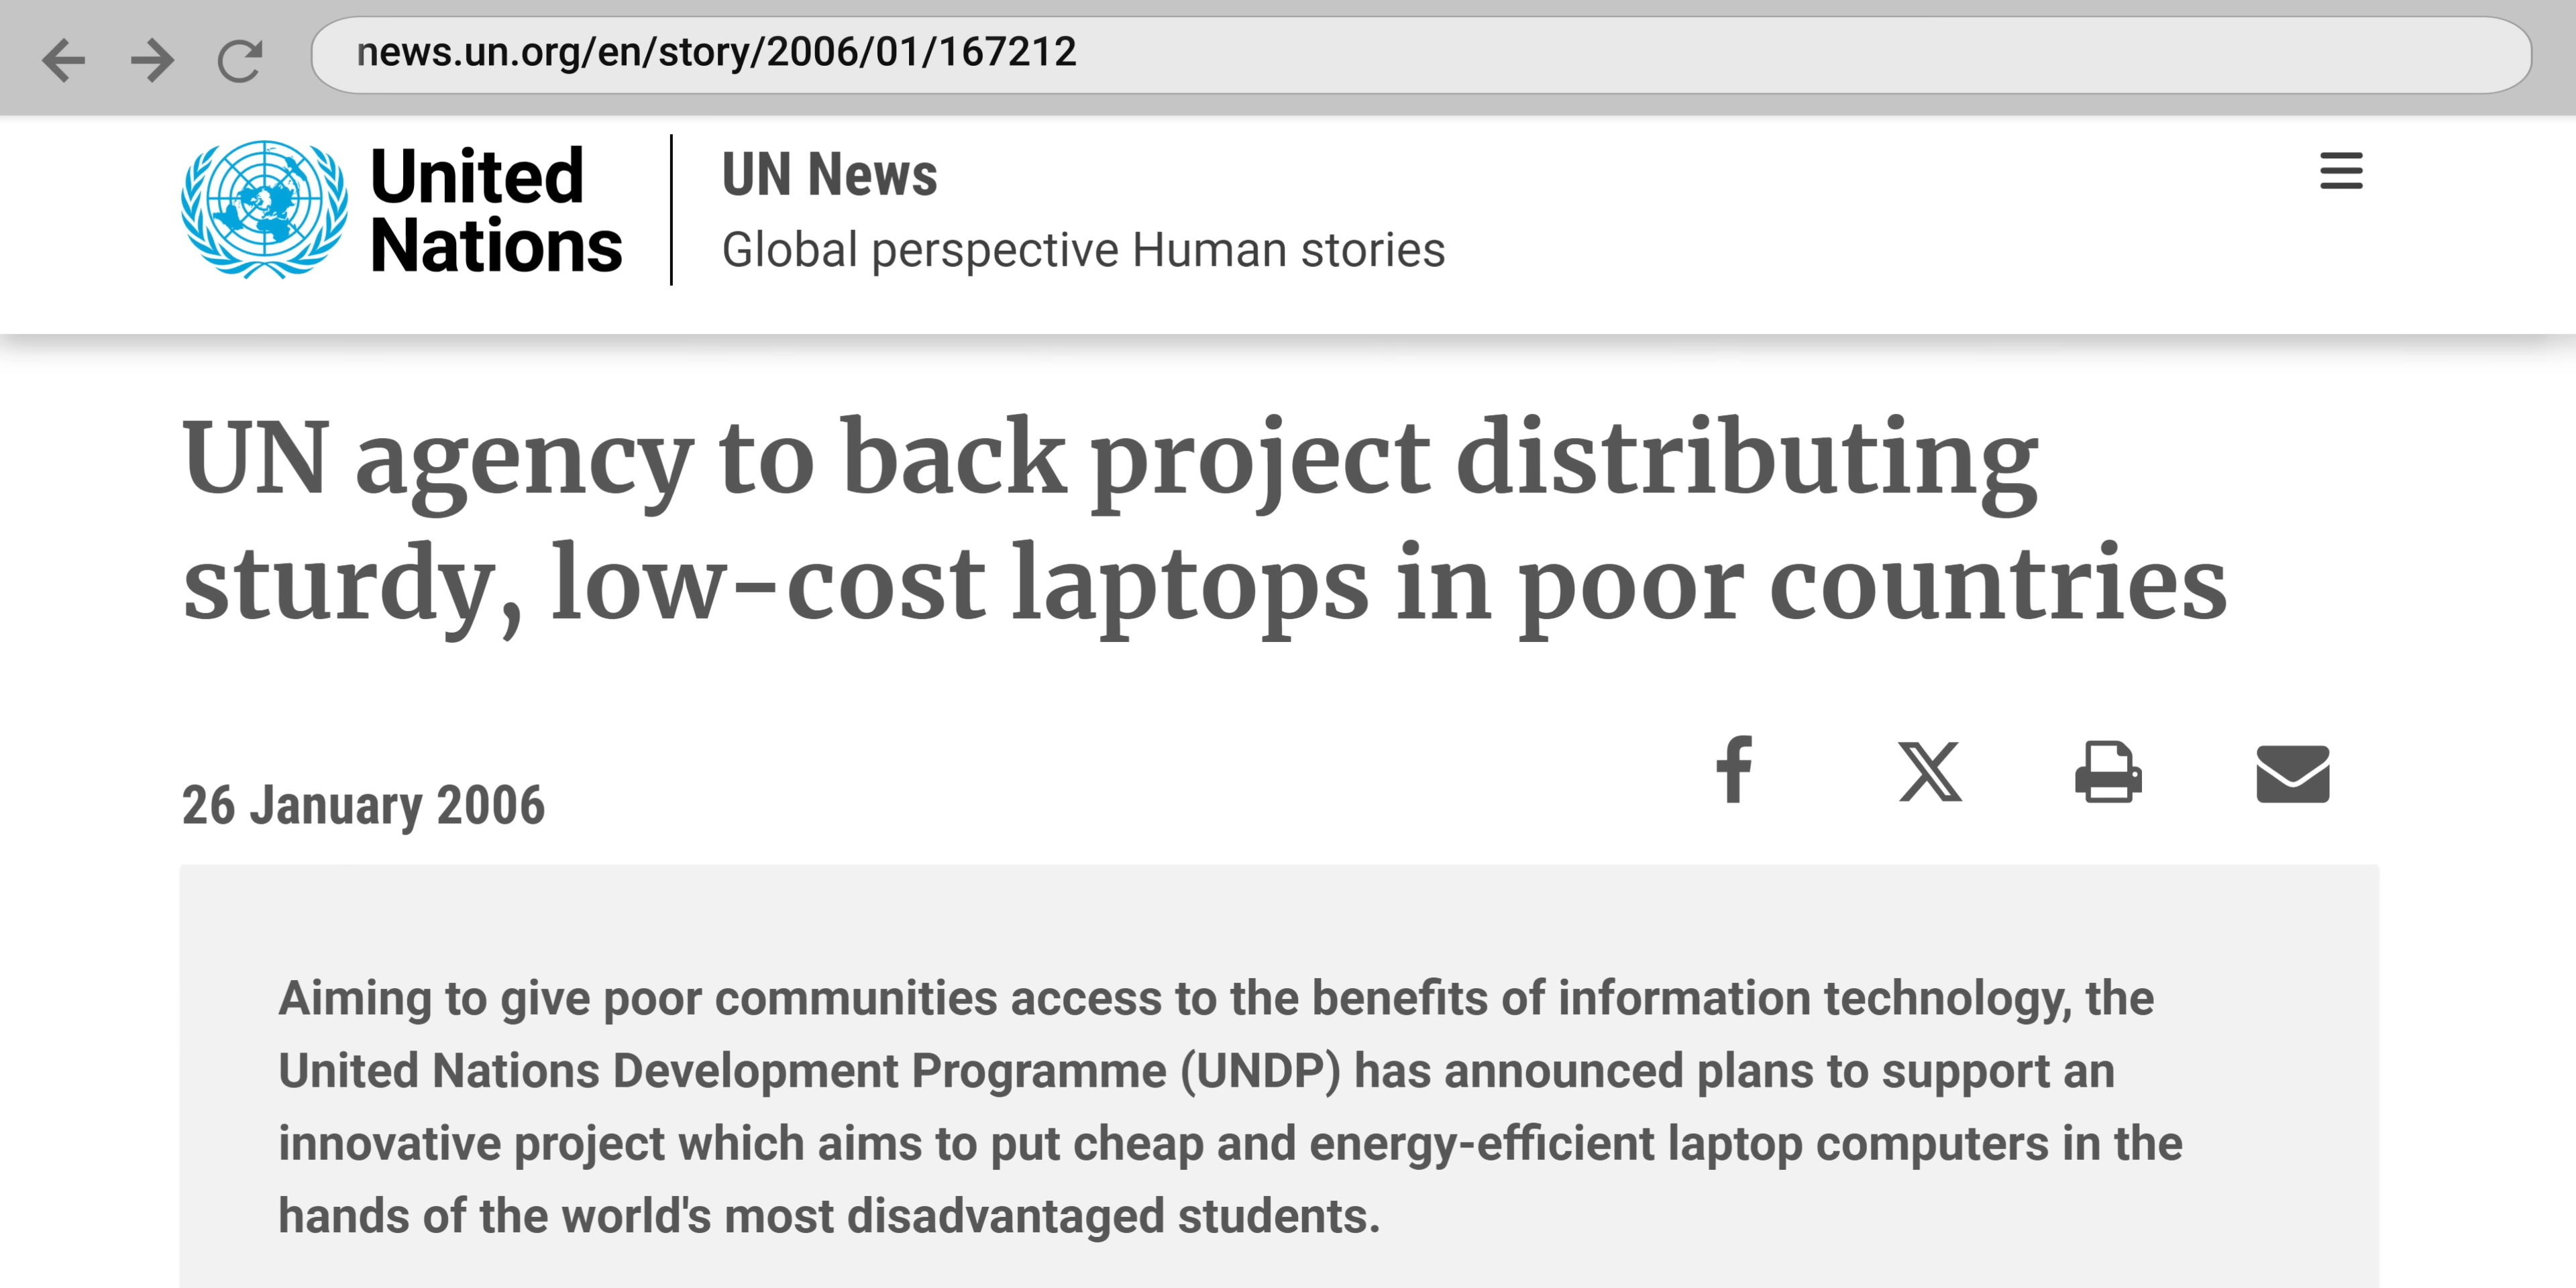 news.un.org/en/story/2006/01/167212
United
Nations
UN News
Global perspective Human stories
UN agency to back project distributing
sturdy, low-cost laptops in poor countries
26 January 2006
Aiming to give poor communities access to the benefits of information technology, the
United Nations Development Programme (UNDP) has announced plans to support an
innovative project which aims to put cheap and energy-efficient laptop computers in the
hands of the world's most disadvantaged students.